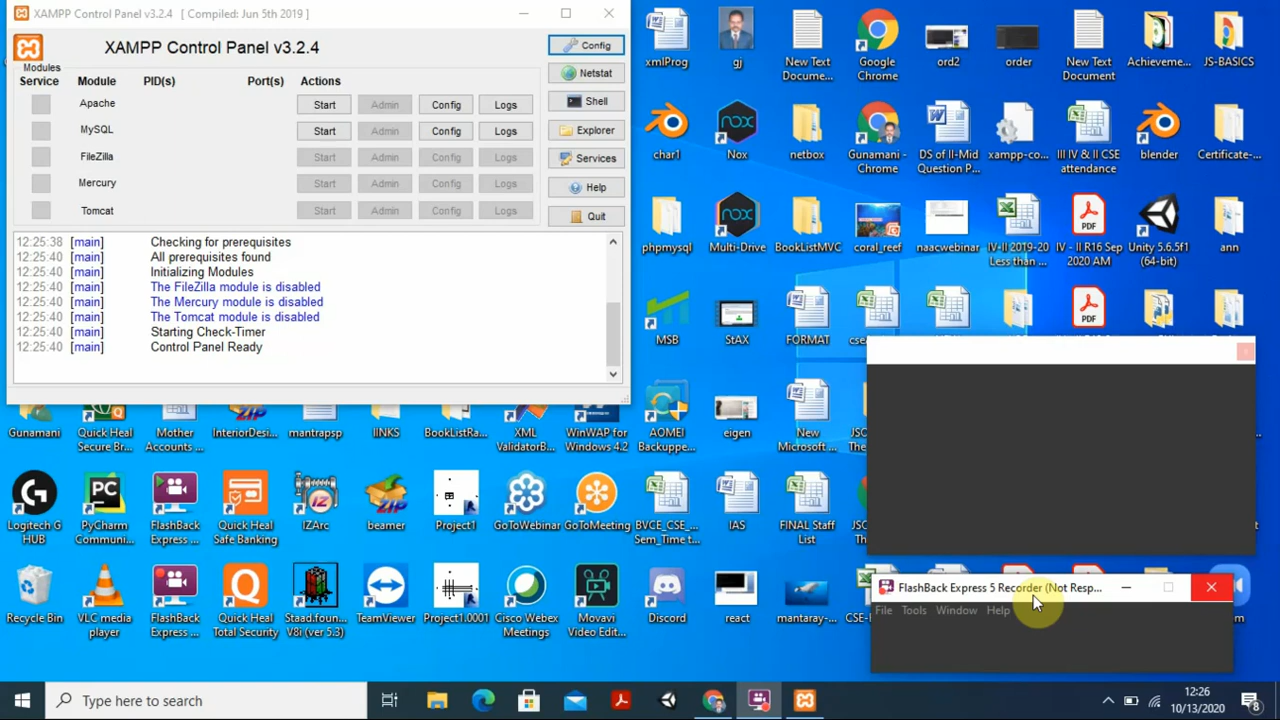 XAMPP Control Panel v3.2.4 [ Compiled: Jun 5th 2019 ]
XAMPP Control Panel v3.2.4
Config
Modules
Service Module PID(s) Port(s) Actions
Netstat
Apache Start Admin Config Logs
Shell
MySQL Start Admin Config Logs
Explorer
FileZilla Start Admin Config Logs
Services
Mercury Start Admin Config Logs
Help
Tomcat Start Admin Config Logs
Quit
12:25:38 [main] Checking for prerequisites
12:25:40 [main] All prerequisites found
12:25:40 [main] Initializing Modules
12:25:40 [main] The FileZilla module is disabled
12:25:40 [main] The Mercury module is disabled
12:25:40 [main] The Tomcat module is disabled
12:25:40 [main] Starting Check-Timer
12:25:40 [main] Control Panel Ready
xmlProg
gj
New Text
Docume...
Google
Chrome
ord2
order
New Text
Document
Achieveme...
JS-BASICS
char1
Nox
netbox
Gunamani -
Chrome
DS of II-Mid
Question P...
xampp-co...
III IV & II CSE
attendance
blender
Certificate-...
phpmysql
Multi-Drive
BookListMVC
coral_reef
naacwebinar
IV-II 2019-20
Less than ...
IV - II R16 Sep
2020 AM
Unity 5.6.5f1
(64-bit)
ann
MSB
StAX
FORMAT
Gunamani
Quick Heal
Secure Br...
Mother
Accounts ...
InteriorDesi...
mantrapsp
lINKS
BookListRa...
XML
ValidatorB...
WinWAP for
Windows 4.2
AOMEI
Backuppe...
eigen
New
Microsoft ...
Logitech G
HUB
PyCharm
Communi...
FlashBack
Express ...
Quick Heal
Safe Banking
IZArc
beamer
Project1
GoToWebinar
GoToMeeting
BVCE_CSE_...
Sem_Time t...
IAS
FINAL Staff
List
Recycle Bin
VLC media
player
FlashBack
Express ...
Quick Heal
Total Security
Staad.foun...
V8i (ver 5.3)
TeamViewer
Project1.0001
Cisco Webex
Meetings
Movavi
Video Edit...
Discord
react
mantaray-...
FlashBack Express 5 Recorder (Not Resp...
File Tools Window Help
Type here to search
12:26
10/13/2020
8